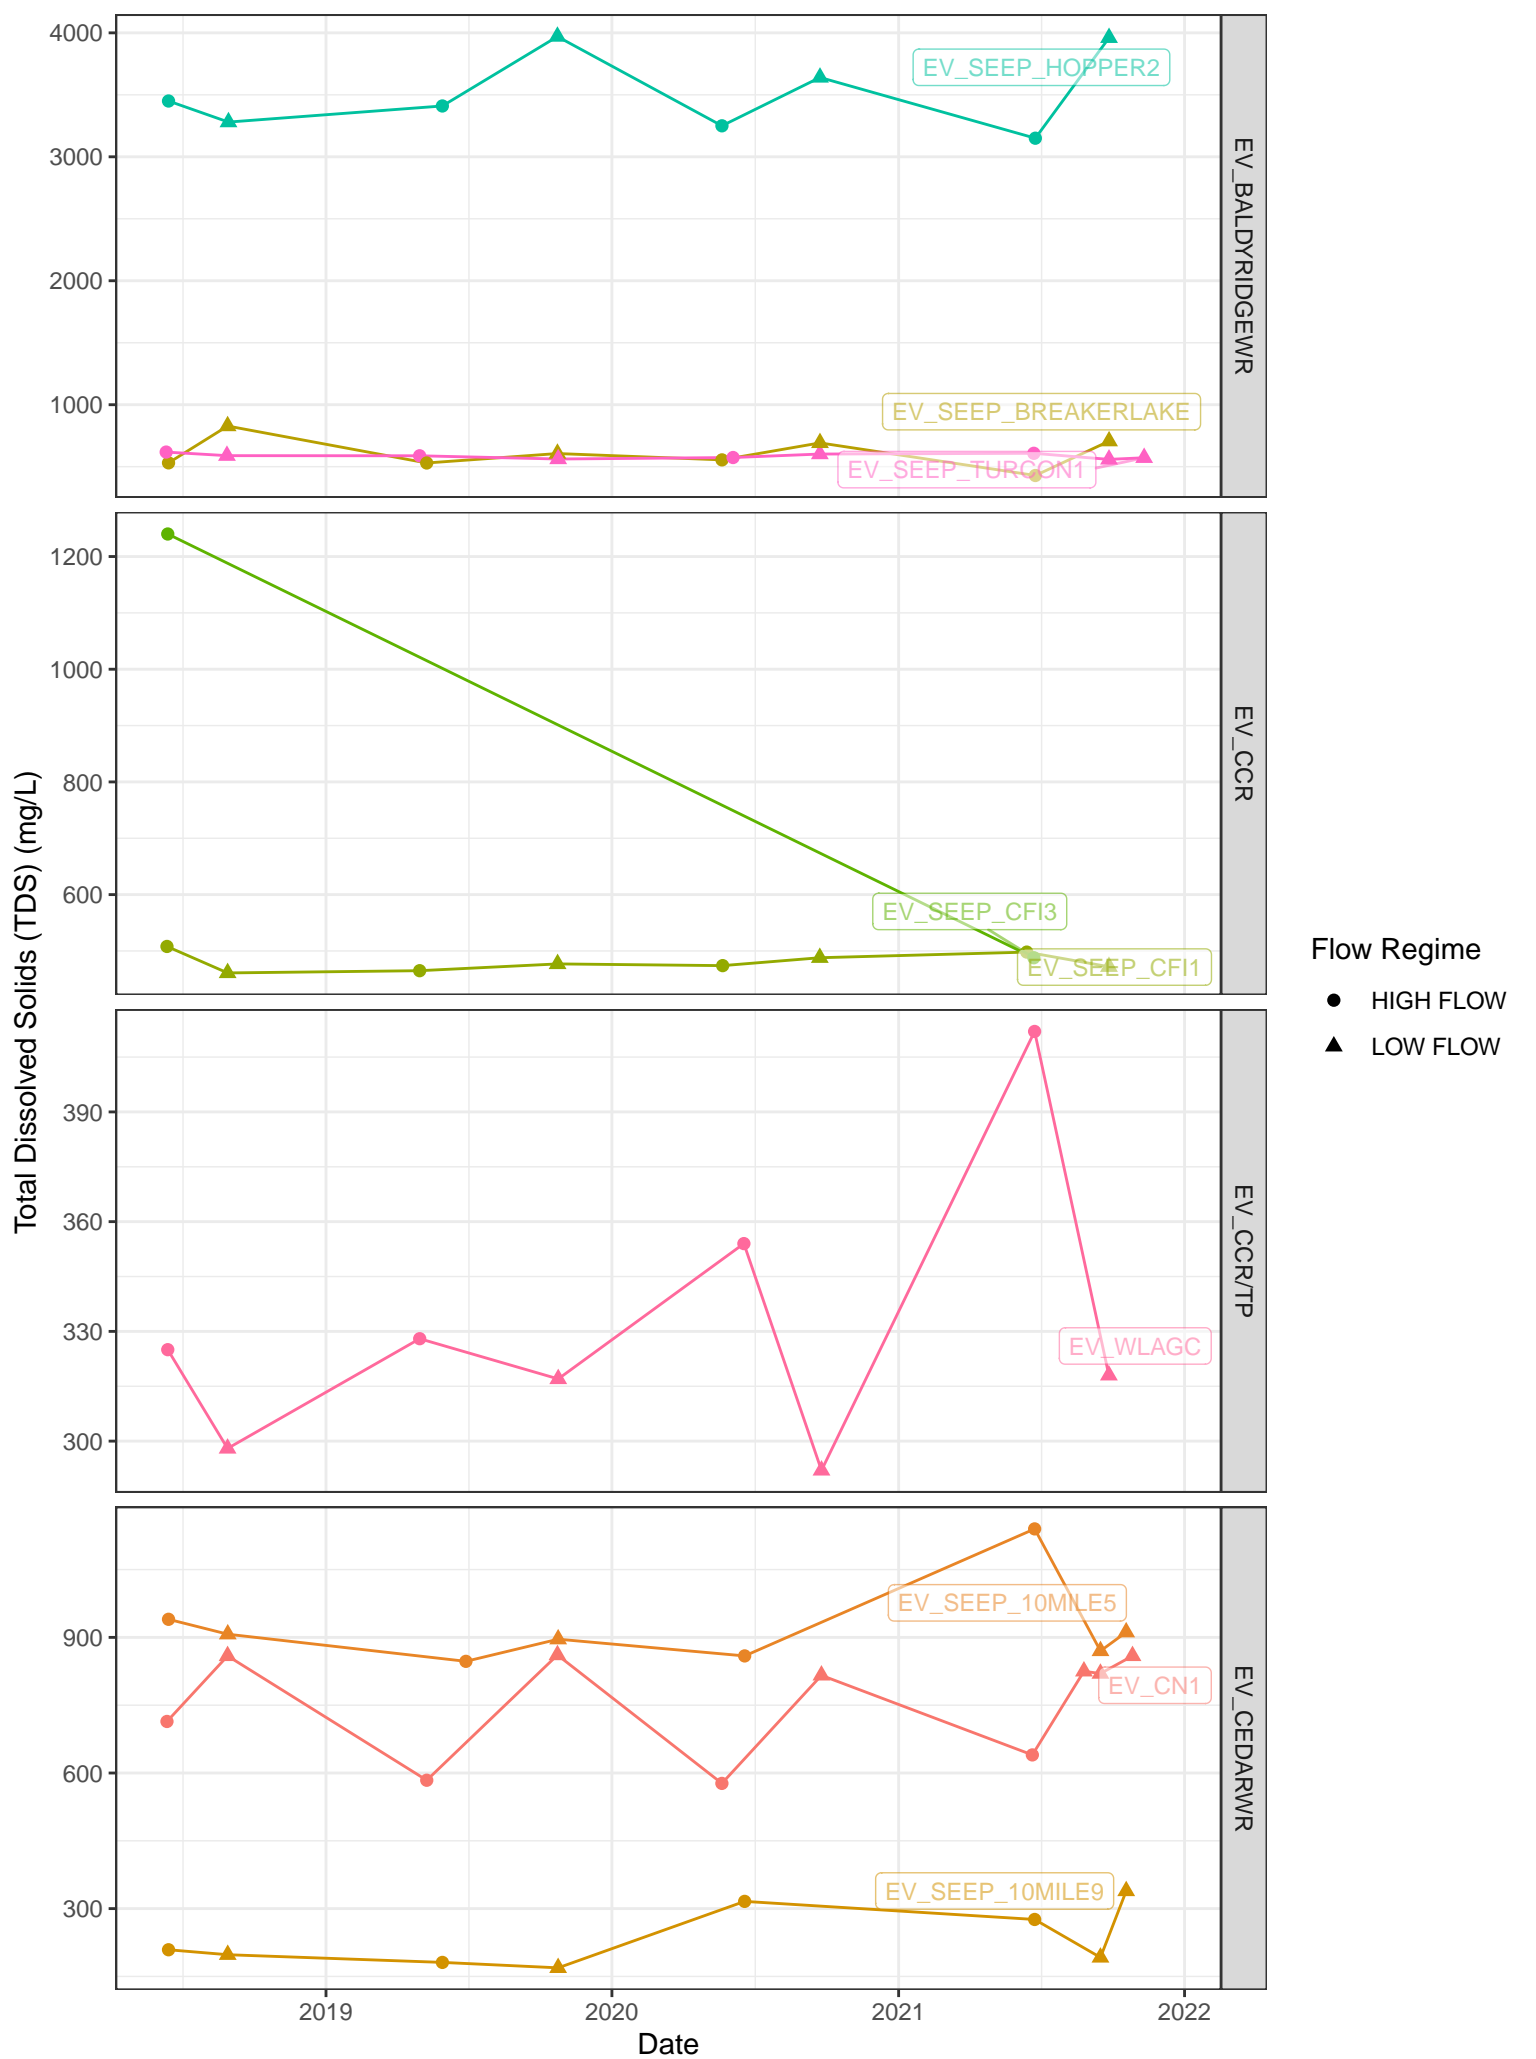 4000
3000
2000
1000
EV_SEEP_HOPPER2
EV_SEEP_BREAKERLAKE
EV_SEEP_TURCON1
EV_BALDYRIDGEWR
1200
1000
800
600
EV_SEEP_CFI3
EV_SEEP_CFI1
EV_CCR
Total Dissolved Solids (TDS) (mg/L)
Flow Regime
HIGH FLOW
LOW FLOW
390
360
330
300
EV_WLAGC
EV_CCR/TP
900
600
300
EV_SEEP_10MILE5
EV_CN1
EV_SEEP_10MILE9
EV_CEDARWR
2019 2020 2021 2022
Date